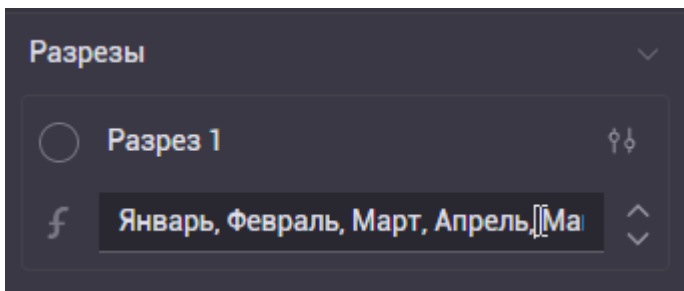 Разрезы
Разрез 1
Январь, Февраль, Март, Апрель,